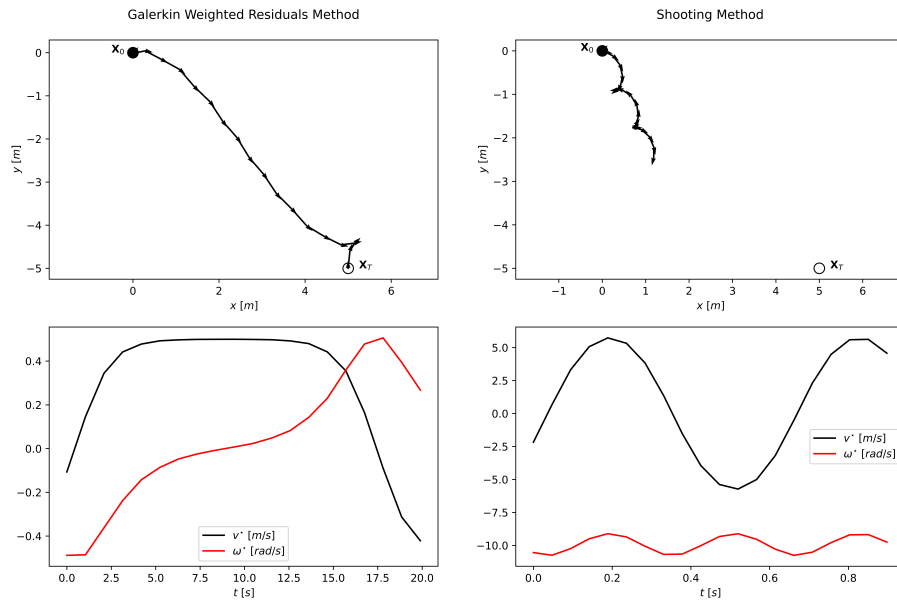 Galerkin Weighted Residuals Method
Shooting Method
X₀
0
−1
−2
−3
−4
−5
y [m]
X_T
0 2 4 6
x [m]
X₀
0
−1
−2
−3
−4
−5
y [m]
X_T
−1 0 1 2 3 4 5 6
x [m]
0.4
0.2
0.0
−0.2
−0.4
v* [m/s]
ω* [rad/s]
0.0 2.5 5.0 7.5 10.0 12.5 15.0 17.5 20.0
t [s]
5.0
2.5
0.0
−2.5
−5.0
−7.5
−10.0
v* [m/s]
ω* [rad/s]
0.0 0.2 0.4 0.6 0.8
t [s]